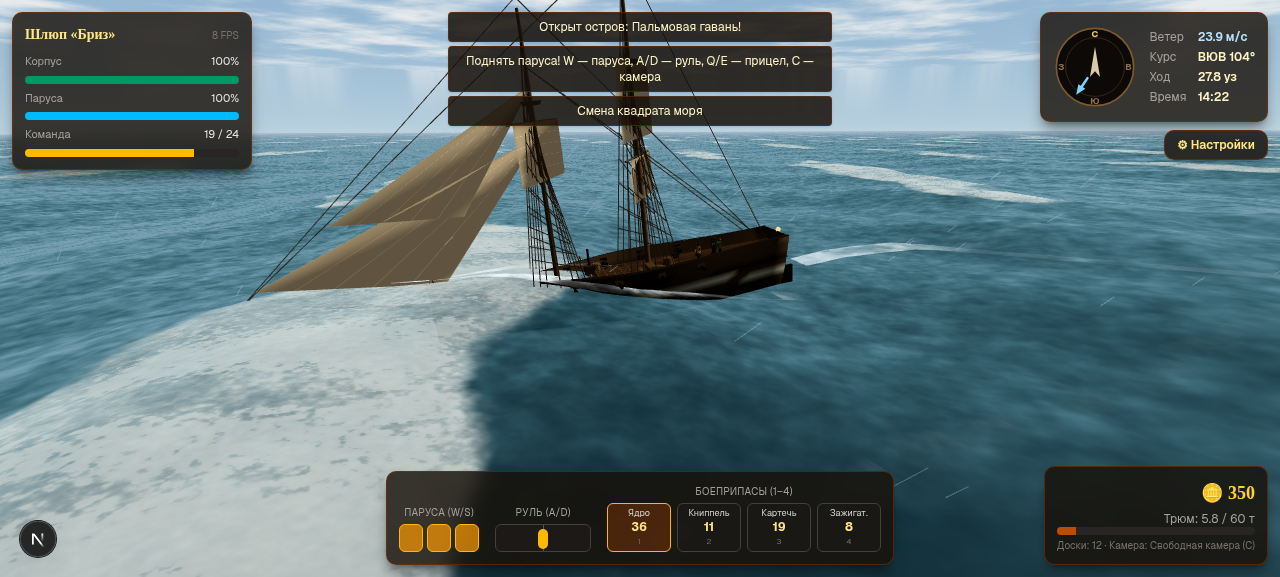 Шлюп «Бриз»
8 FPS
Корпус 100%
Паруса 100%
Команда 19 / 24
Открыт остров: Пальмовая гавань!
Поднять паруса! W — паруса, A/D — руль, Q/E — прицел, C —
камера
Смена квадрата моря
С
З
В
Ю
Ветер 23.9 м/с
Курс ВЮВ 104°
Ход 27.8 уз
Время 14:22
⚙ Настройки
ПАРУСА (W/S)
РУЛЬ (A/D)
БОЕПРИПАСЫ (1–4)
Ядро
36
1
Книппель
11
2
Картечь
19
3
Зажигат.
8
4
350
Трюм: 5.8 / 60 т
Доски: 12 · Камера: Свободная камера (C)
N